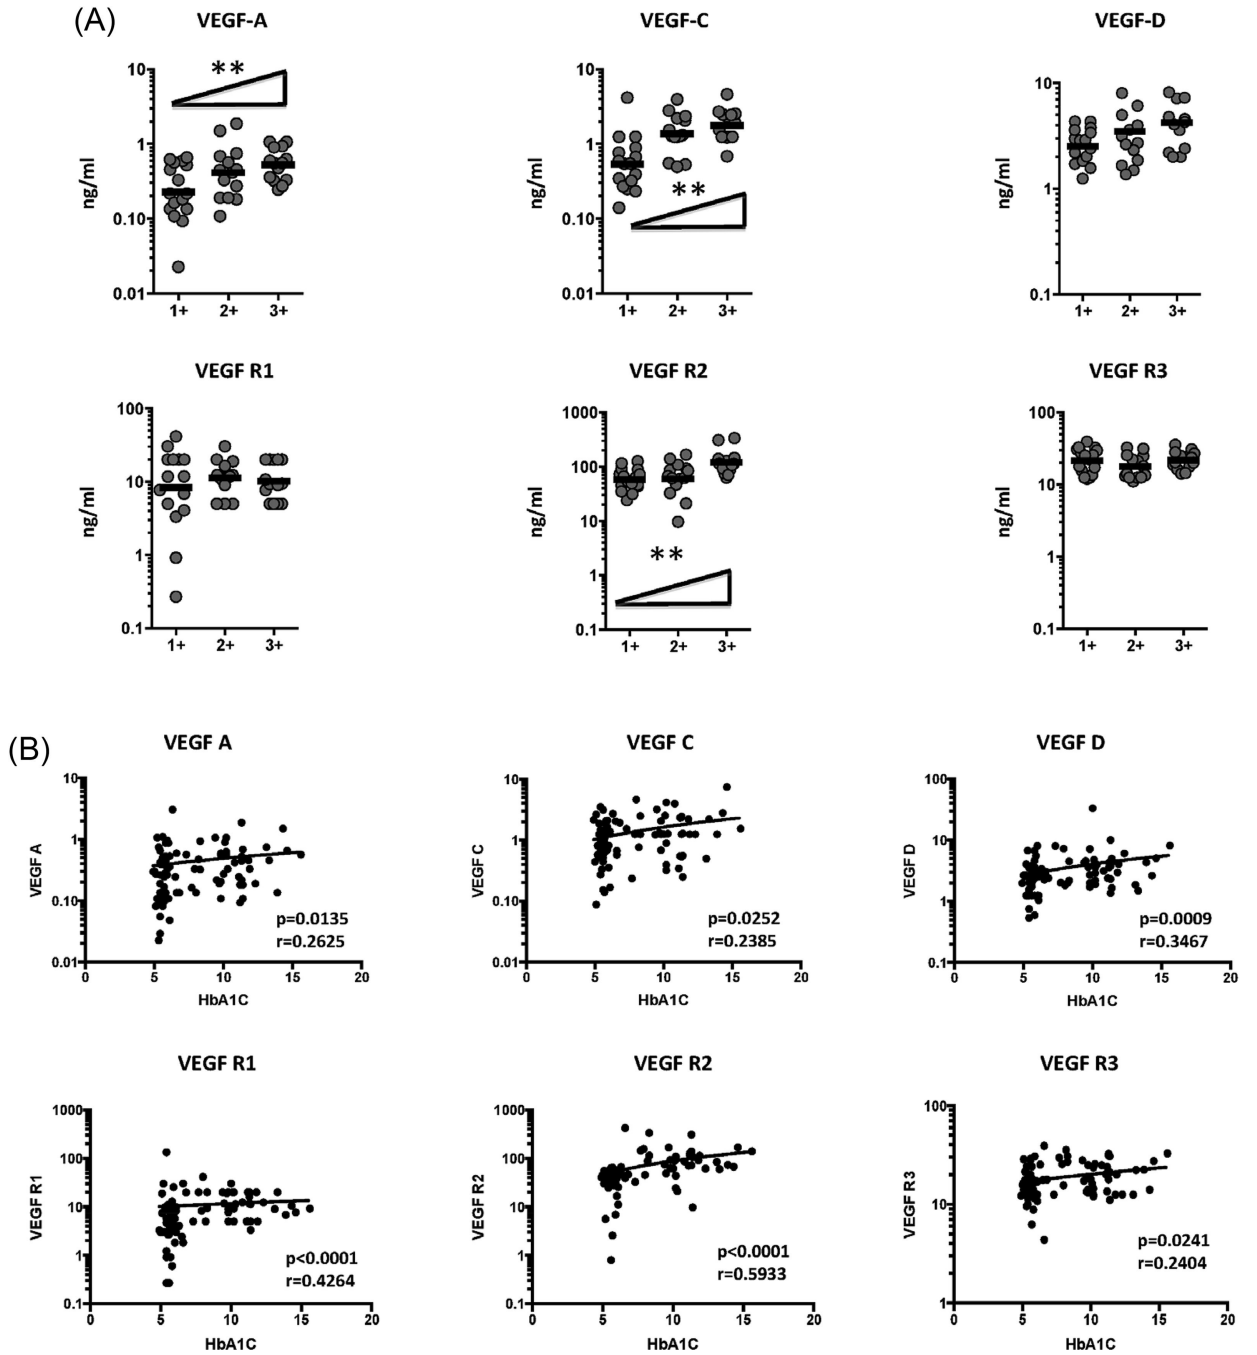 (A)
VEGF-A
VEGF-C
VEGF-D
**
10
1
0.10
0.01
ng/ml
1+ 2+ 3+
10
1
0.10
0.01
ng/ml
**
1+ 2+ 3+
10
1
0.1
ng/ml
1+ 2+ 3+
VEGF R1
VEGF R2
VEGF R3
100
10
1
0.1
ng/ml
1+ 2+ 3+
1000
100
10
1
0.1
ng/ml
**
1+ 2+ 3+
100
10
1
0.1
ng/ml
1+ 2+ 3+
(B)
VEGF A
VEGF C
VEGF D
10
1
0.10
0.01
VEGF A
p=0.0135
r=0.2625
0 5 10 15 20
HbA1C
10
1
0.10
0.01
VEGF C
p=0.0252
r=0.2385
0 5 10 15 20
HbA1C
100
10
1
0.1
VEGF D
p=0.0009
r=0.3467
0 5 10 15 20
HbA1C
VEGF R1
VEGF R2
VEGF R3
1000
100
10
1
0.1
VEGF R1
p<0.0001
r=0.4264
0 5 10 15 20
HbA1C
1000
100
10
1
0.1
VEGF R2
p<0.0001
r=0.5933
0 5 10 15 20
HbA1C
100
10
1
VEGF R3
p=0.0241
r=0.2404
0 5 10 15 20
HbA1C